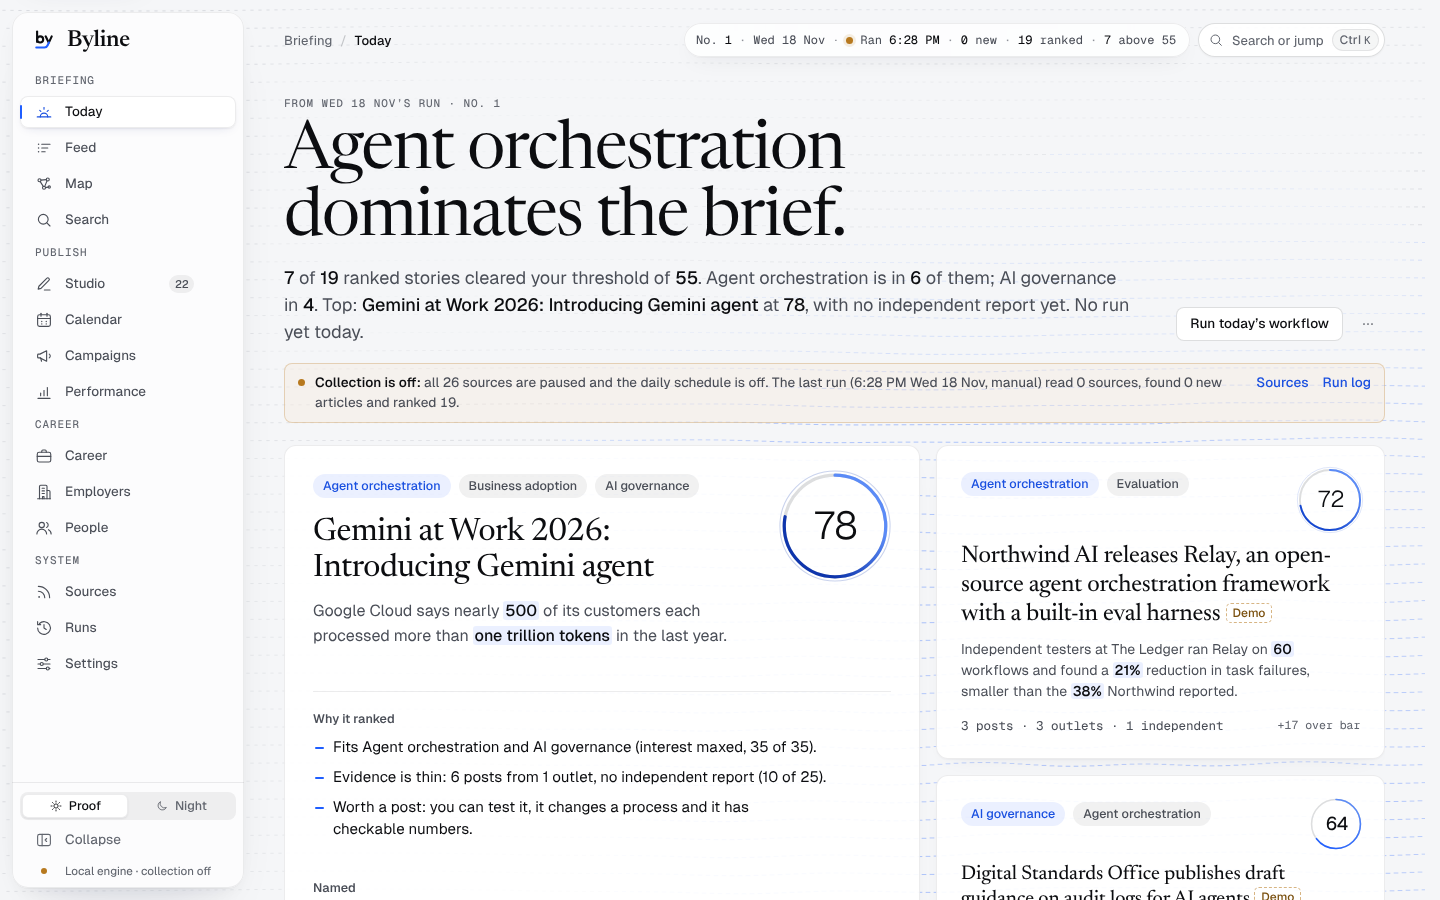 by Byline
BRIEFING
Today
Feed
Map
Search
PUBLISH
Studio 22
Calendar
Campaigns
Performance
CAREER
Career
Employers
People
SYSTEM
Sources
Runs
Settings
Proof Night
Collapse
Local engine · collection off
Briefing / Today
No. 1 · Wed 18 Nov · Ran 6:28 PM · 0 new · 19 ranked · 7 above 55
Search or jump Ctrl K
FROM WED 18 NOV'S RUN · NO. 1
Agent orchestration
dominates the brief.
7 of 19 ranked stories cleared your threshold of 55. Agent orchestration is in 6 of them; AI governance
in 4. Top: Gemini at Work 2026: Introducing Gemini agent at 78, with no independent report yet. No run
yet today.
Run today's workflow ...
Collection is off: all 26 sources are paused and the daily schedule is off. The last run (6:28 PM Wed 18 Nov, manual) read 0 sources, found 0 new
articles and ranked 19.
Sources Run log
Agent orchestration Business adoption AI governance
78
Gemini at Work 2026:
Introducing Gemini agent
Google Cloud says nearly 500 of its customers each
processed more than one trillion tokens in the last year.
Why it ranked
– Fits Agent orchestration and AI governance (interest maxed, 35 of 35).
– Evidence is thin: 6 posts from 1 outlet, no independent report (10 of 25).
– Worth a post: you can test it, it changes a process and it has
checkable numbers.
Named
Agent orchestration Evaluation
72
Northwind AI releases Relay, an open-
source agent orchestration framework
with a built-in eval harness Demo
Independent testers at The Ledger ran Relay on 60
workflows and found a 21% reduction in task failures,
smaller than the 38% Northwind reported.
3 posts · 3 outlets · 1 independent +17 over bar
AI governance Agent orchestration
64
Digital Standards Office publishes draft
guidance on audit logs for AI agents Demo